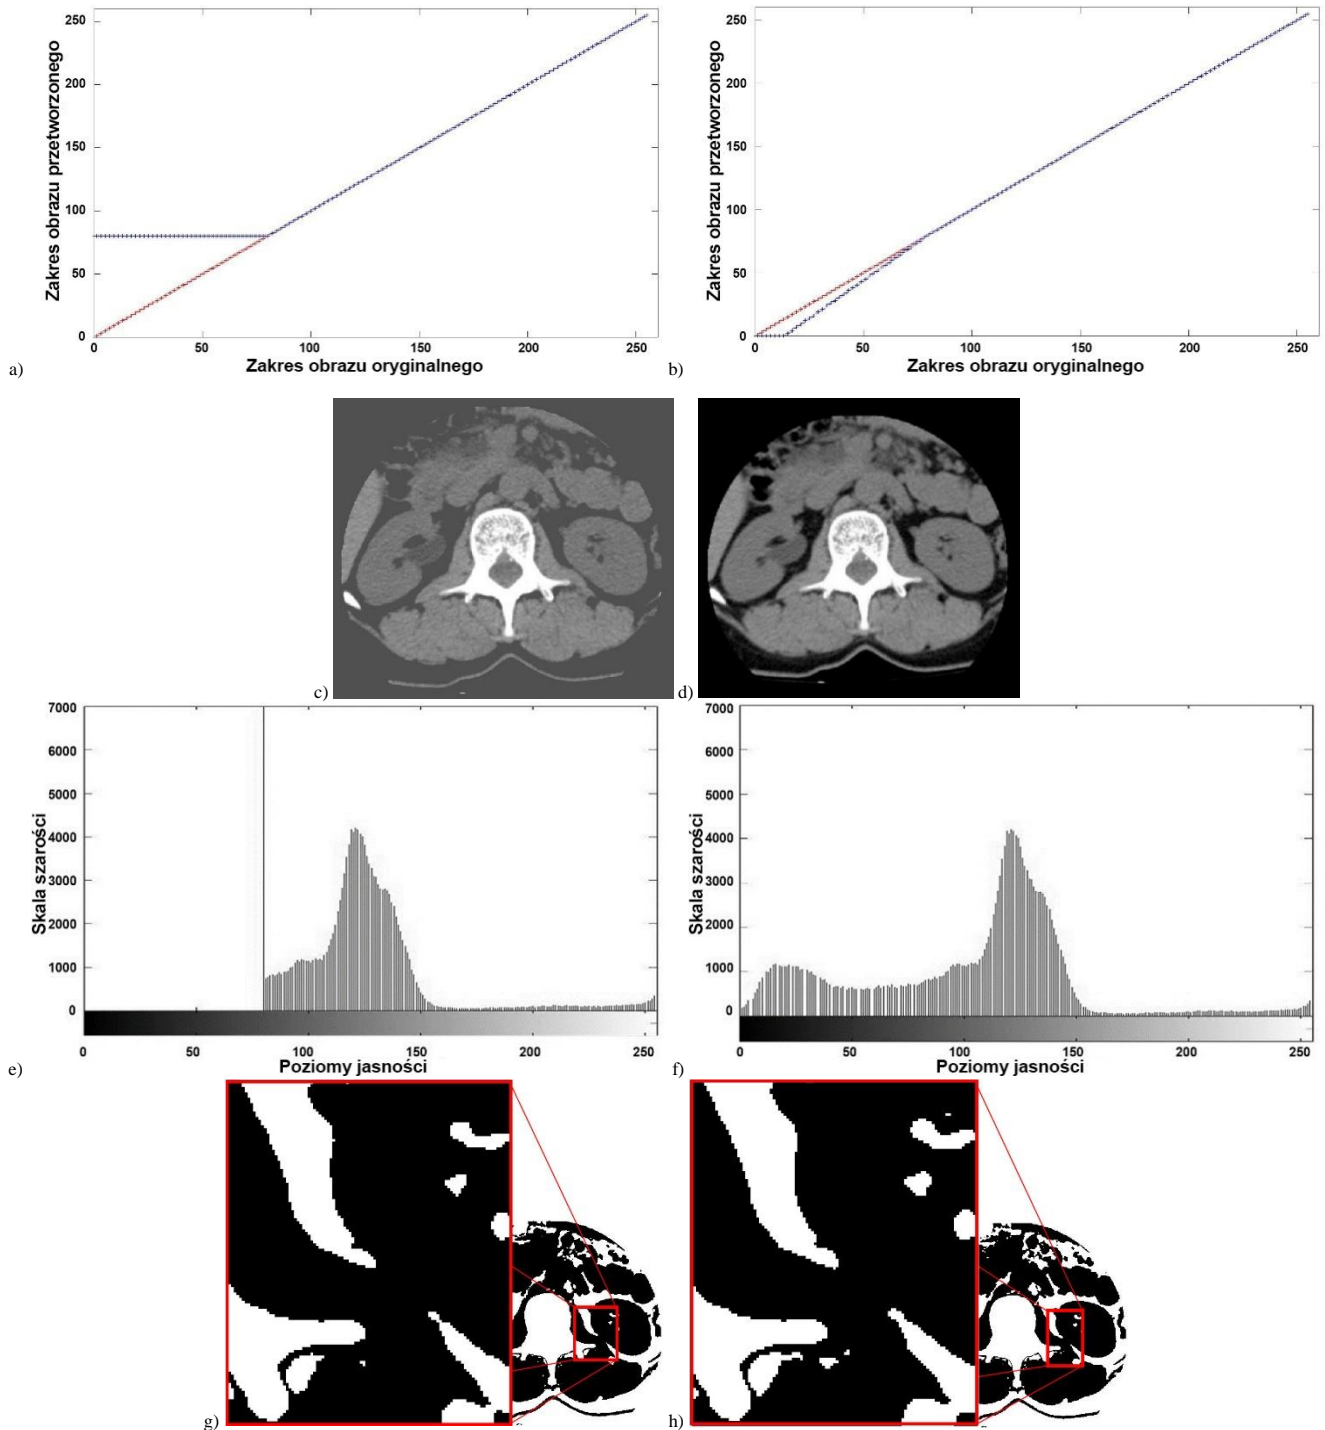 250
200
150
100
50
0
0 50 100 150 200 250
Zakres obrazu przetworzonego
Zakres obrazu oryginalnego
a)
250
200
150
100
50
0
0 50 100 150 200 250
Zakres obrazu przetworzonego
Zakres obrazu oryginalnego
b)
c)
d)
7000
6000
5000
4000
3000
2000
1000
0
0 50 100 150 200 250
Skala szarości
Poziomy jasności
e)
7000
6000
5000
4000
3000
2000
1000
0
0 50 100 150 200 250
Skala szarości
Poziomy jasności
f)
g)
h)